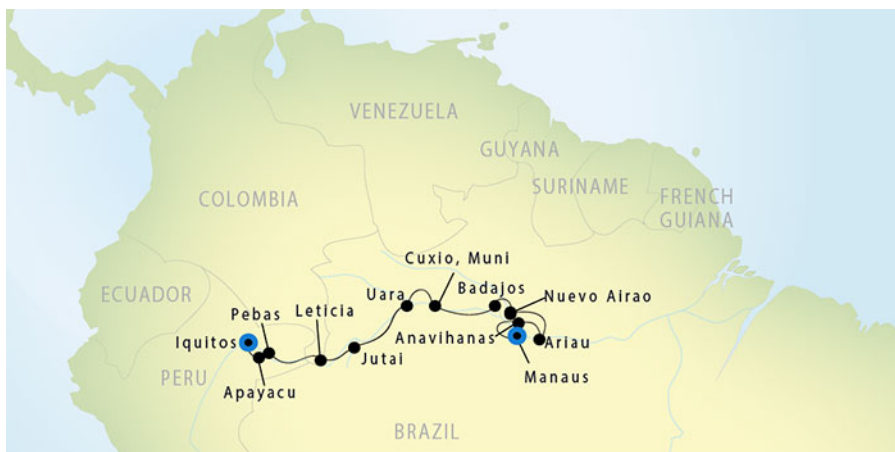 VENEZUELA
GUYANA
SURINAME
FRENCH
GUIANA
COLOMBIA
Cuxio, Muni
ECUADOR
Uara
Badajos
Nuevo Airao
Pebas
Leticia
Iquitos
Anavihanas
Ariau
Jutai
PERU
Apayacu
Manaus
BRAZIL